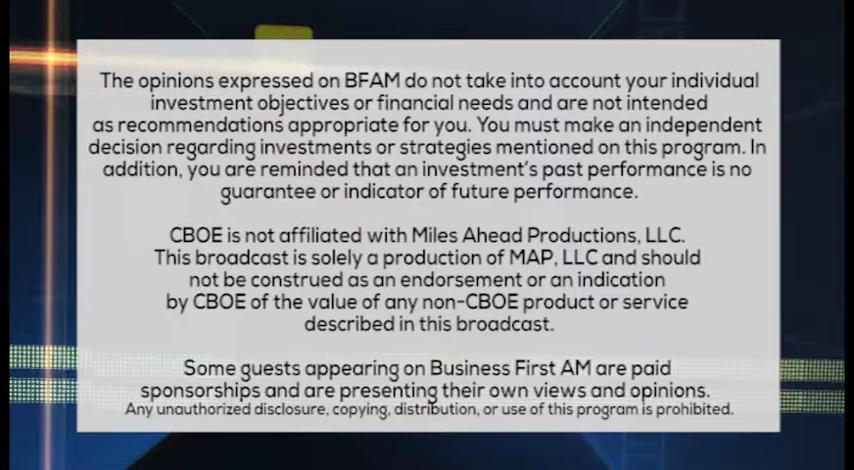 The opinions expressed on BFAM do not take into account your individual
investment objectives or financial needs and are not intended
as recommendations appropriate for you. You must make an independent
decision regarding investments or strategies mentioned on this program. In
addition, you are reminded that an investment's past performance is no
guarantee or indicator of future performance.
CBOE is not affiliated with Miles Ahead Productions, LLC.
This broadcast is solely a production of MAP, LLC and should
not be construed as an endorsement or an indication
by CBOE of the value of any non-CBOE product or service
described in this broadcast.
Some guests appearing on Business First AM are paid
sponsorships and are presenting their own views and opinions.
Any unauthorized disclosure, copying, distribution, or use of this program is prohibited.